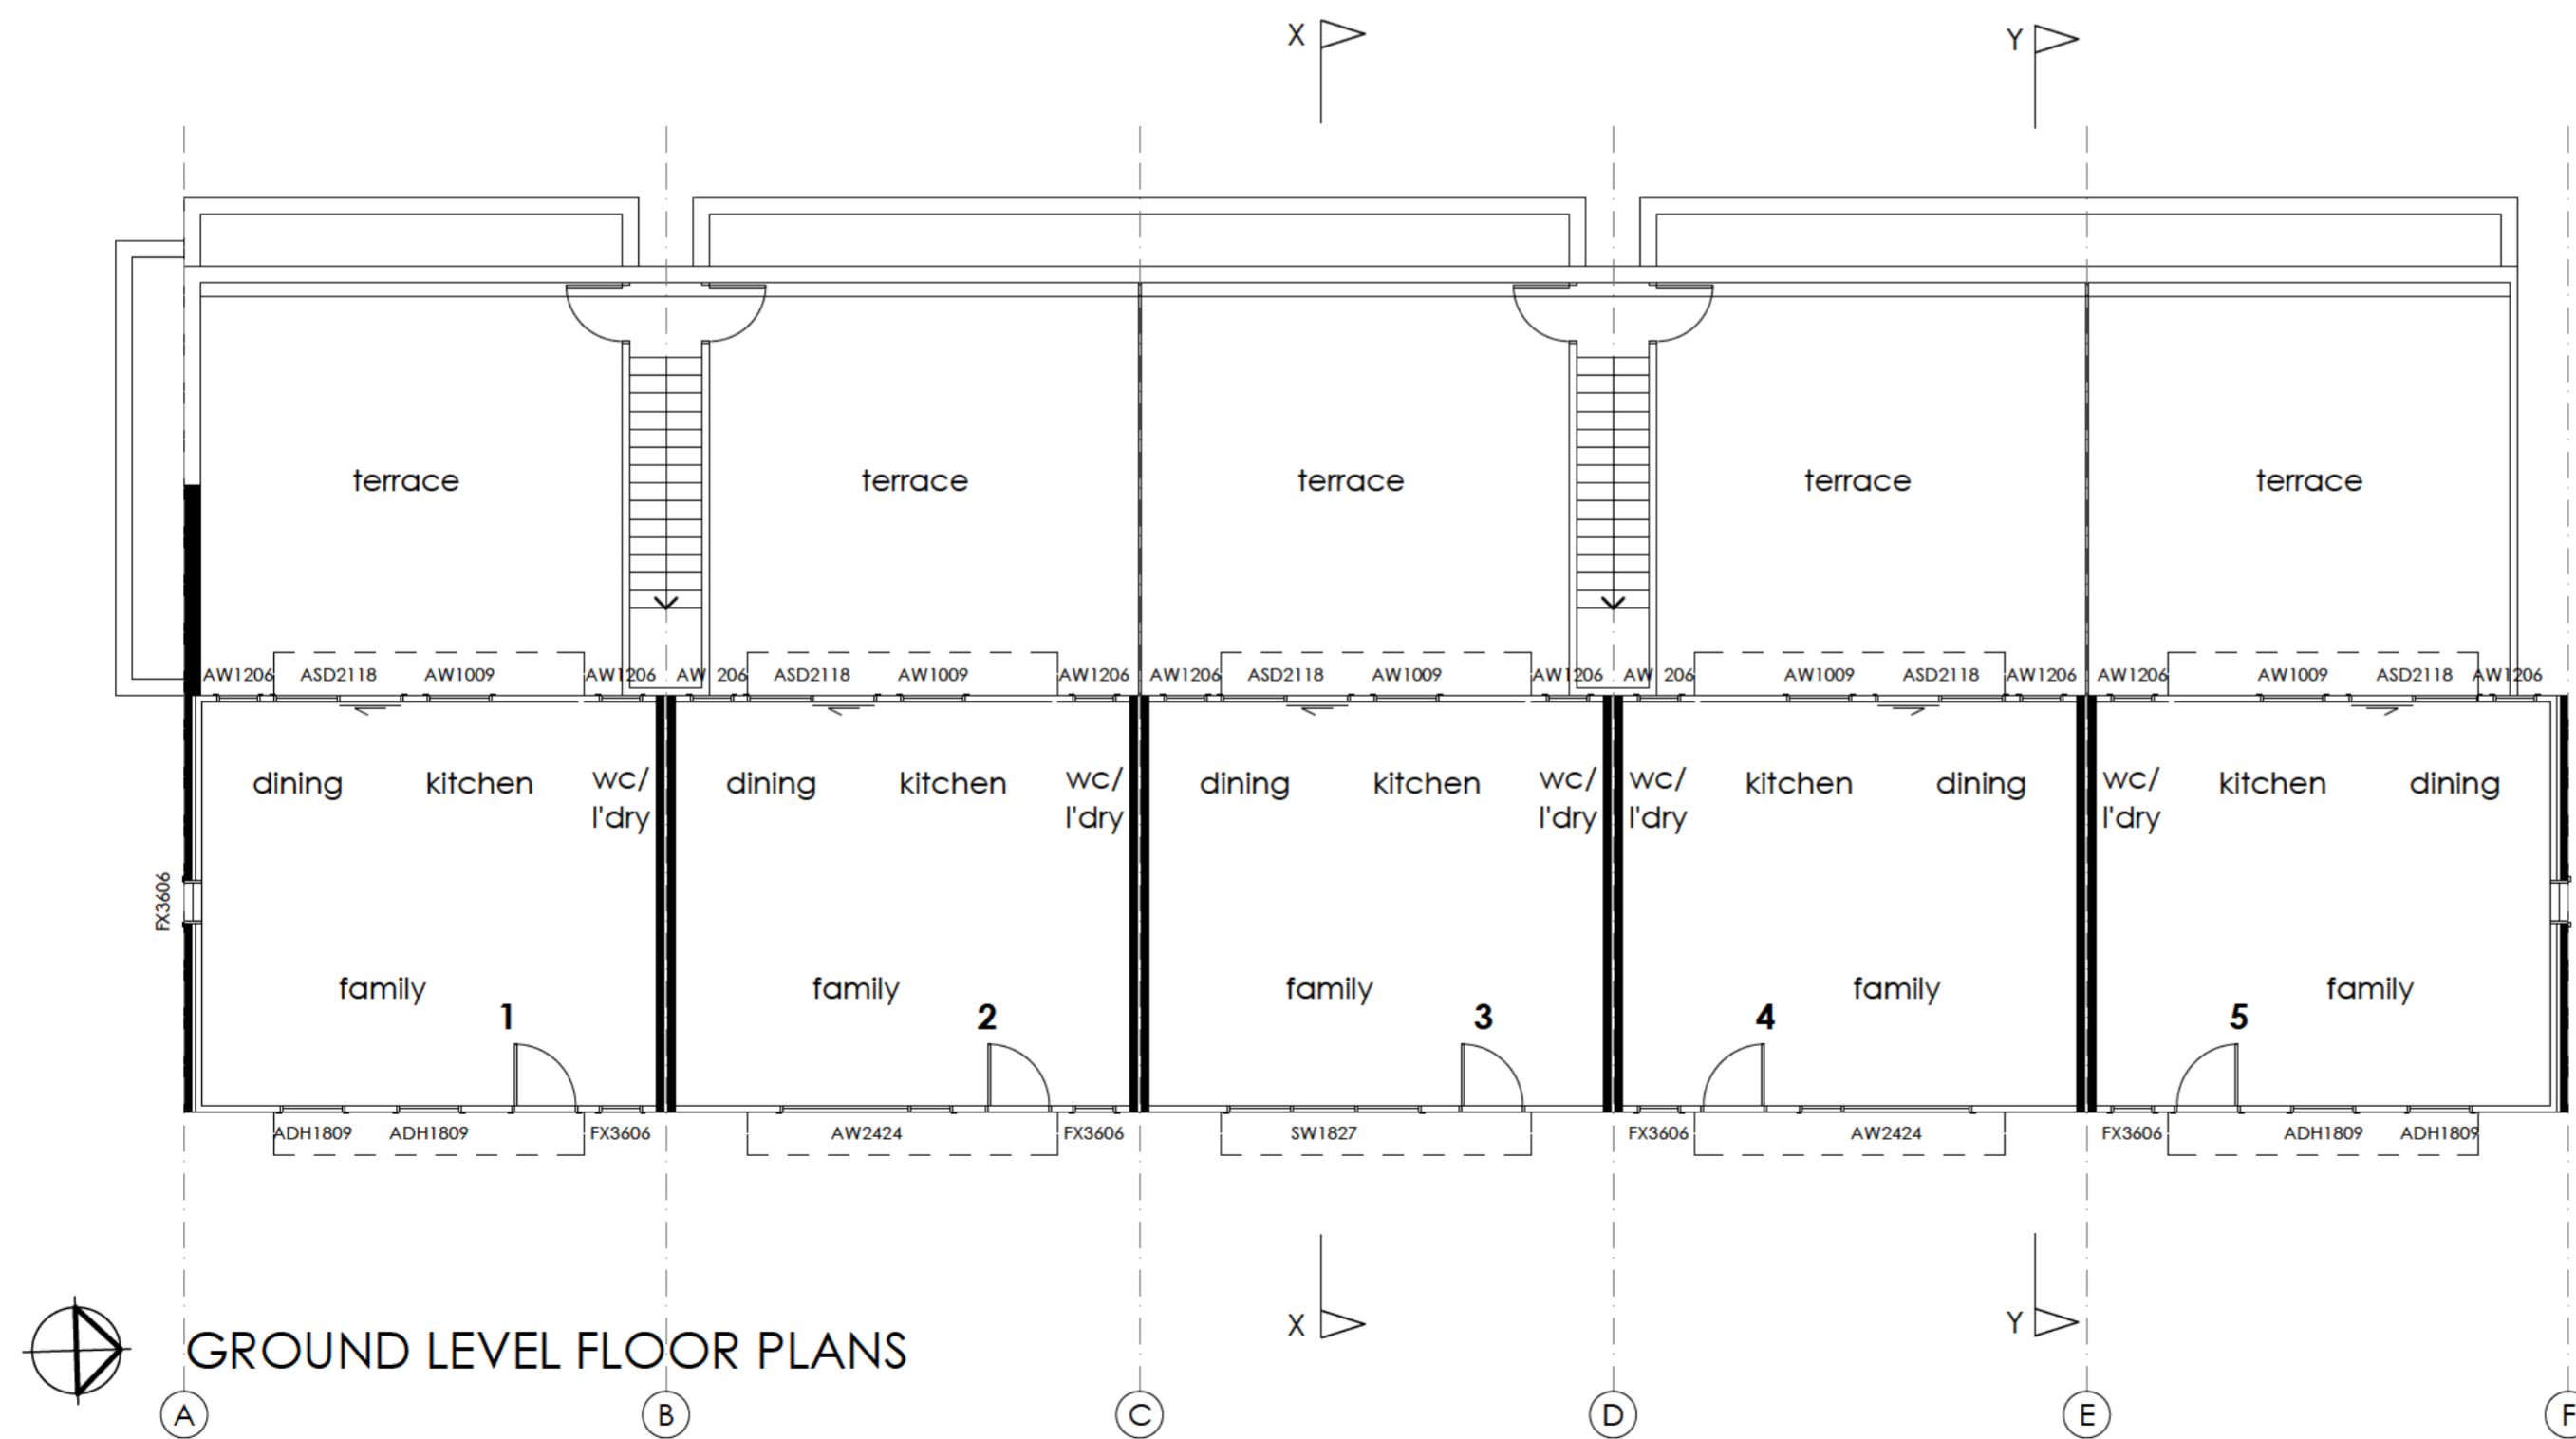 X Y
terrace terrace terrace terrace terrace
AW1206 ASD2118 AW1009 AW1206 AW 206 ASD2118 AW1009 AW1206 AW1206 ASD2118 AW1009 AW1206 AW 206 AW1009 ASD2118 AW1206 AW1206 AW1009 ASD2118 AW1206
dining kitchen wc/ dining kitchen wc/ dining kitchen wc/ wc/ kitchen dining wc/ kitchen dining
l'dry l'dry l'dry l'dry l'dry
FX3606
family family family family family
1 2 3 4 5
ADH1809 ADH1809 FX3606 AW2424 FX3606 SW1827 FX3606 AW2424 FX3606 ADH1809 ADH1809
X Y
GROUND LEVEL FLOOR PLANS
A B C D E F